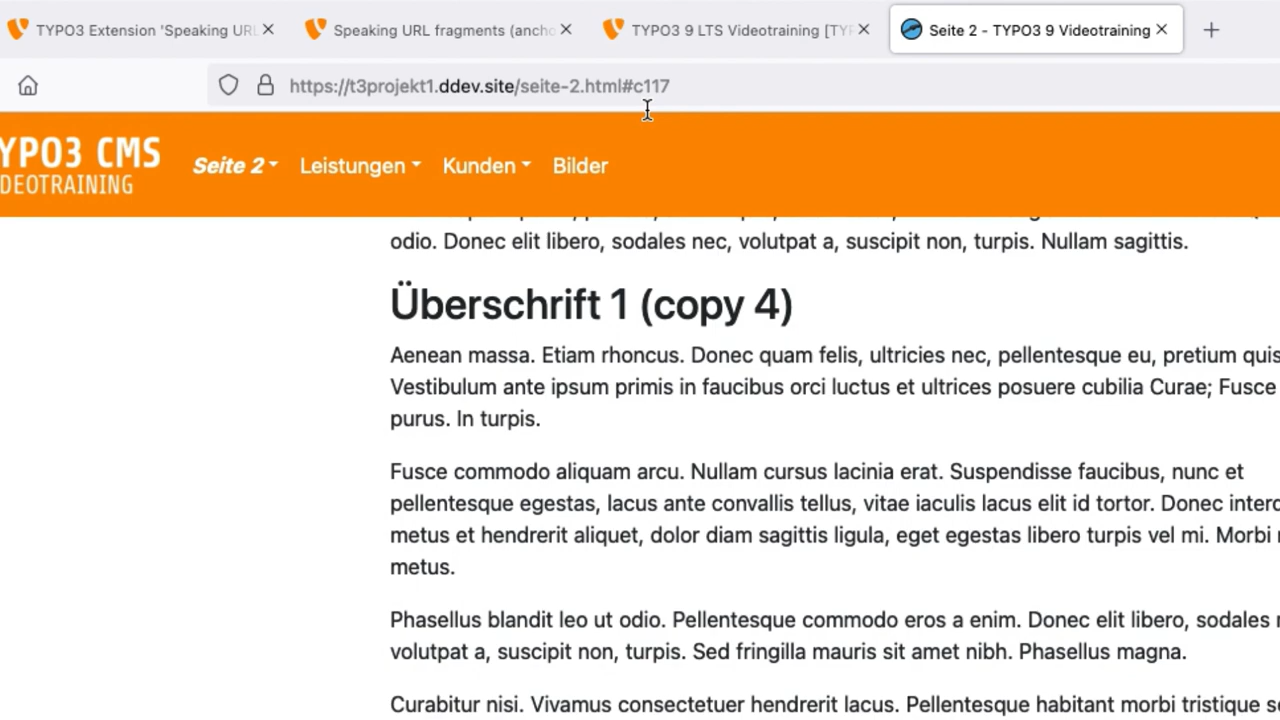 TYPO3 Extension 'Speaking URL
Speaking URL fragments (ancho
TYPO3 9 LTS Videotraining [TYP
Seite 2 - TYPO3 9 Videotraining
https://t3projekt1.ddev.site/seite-2.html#c117
YPO3 CMS
DEOTRAINING
Seite 2
Leistungen
Kunden
Bilder
odio. Donec elit libero, sodales nec, volutpat a, suscipit non, turpis. Nullam sagittis.
Überschrift 1 (copy 4)
Aenean massa. Etiam rhoncus. Donec quam felis, ultricies nec, pellentesque eu, pretium quis
Vestibulum ante ipsum primis in faucibus orci luctus et ultrices posuere cubilia Curae; Fusce
purus. In turpis.
Fusce commodo aliquam arcu. Nullam cursus lacinia erat. Suspendisse faucibus, nunc et
pellentesque egestas, lacus ante convallis tellus, vitae iaculis lacus elit id tortor. Donec interd
metus et hendrerit aliquet, dolor diam sagittis ligula, eget egestas libero turpis vel mi. Morbi
metus.
Phasellus blandit leo ut odio. Pellentesque commodo eros a enim. Donec elit libero, sodales
volutpat a, suscipit non, turpis. Sed fringilla mauris sit amet nibh. Phasellus magna.
Curabitur nisi. Vivamus consectetuer hendrerit lacus. Pellentesque habitant morbi tristique